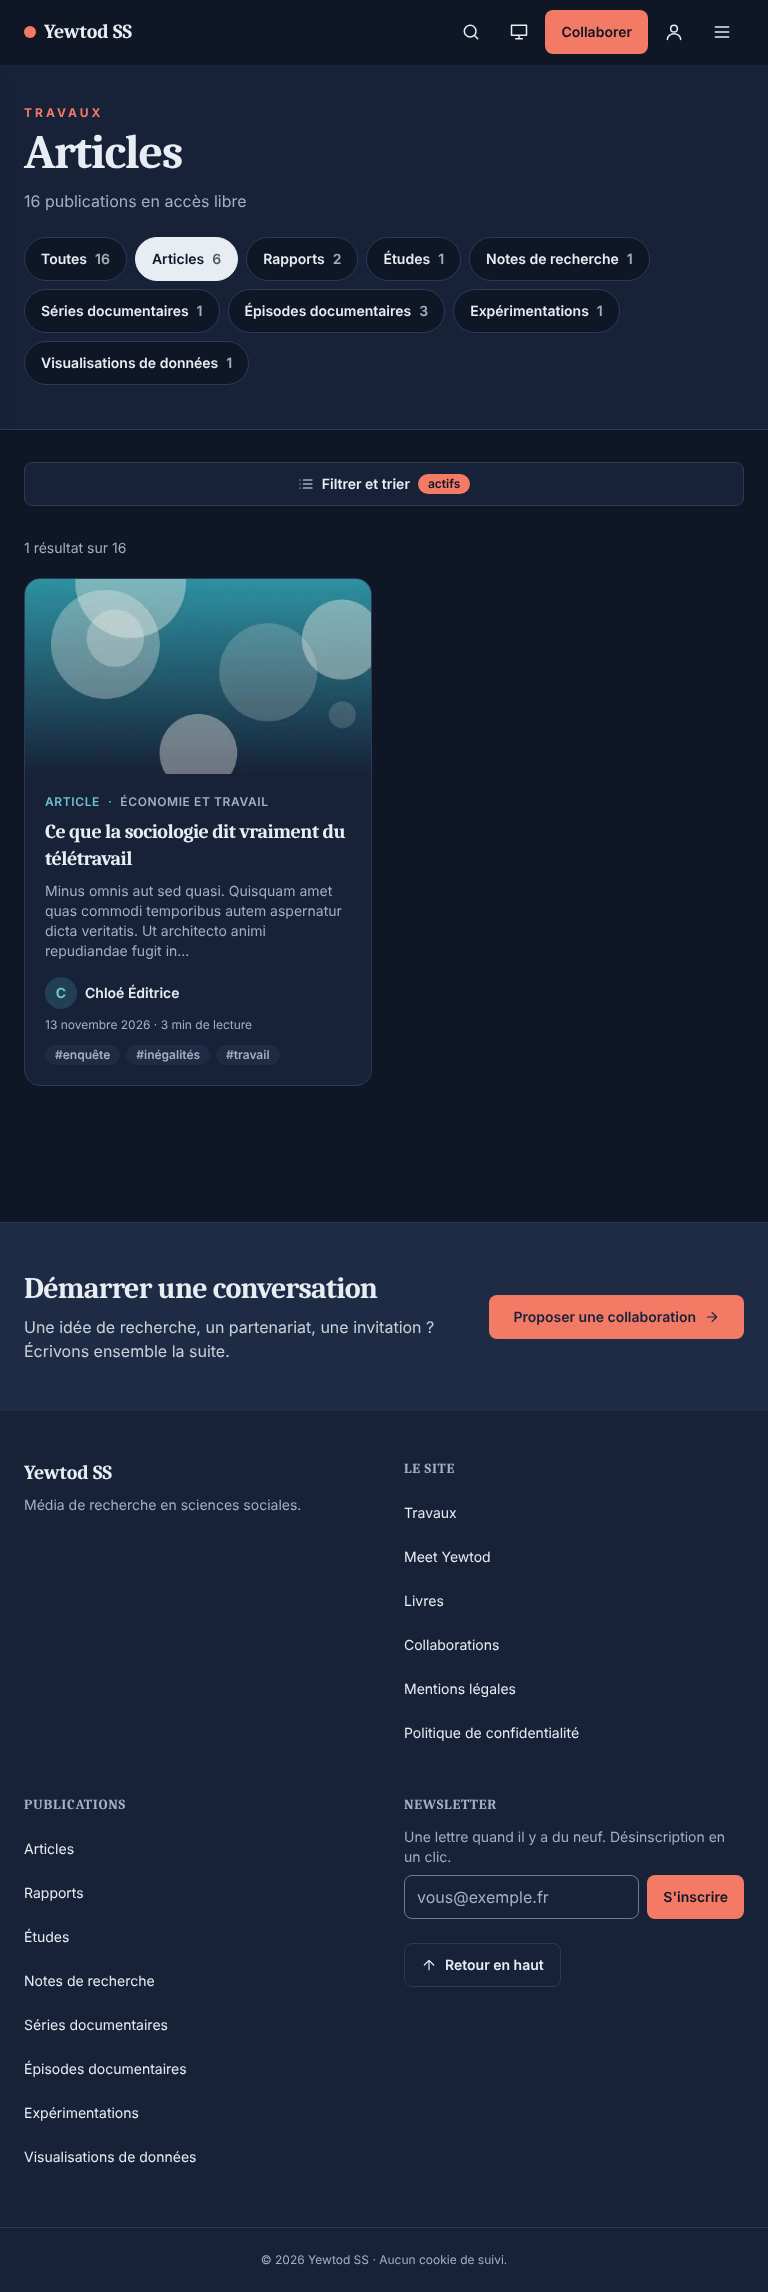 Yewtod SS
Collaborer
TRAVAUX
Articles
16 publications en accès libre
Toutes 16
Articles 6
Rapports 2
Études 1
Notes de recherche 1
Séries documentaires 1
Épisodes documentaires 3
Expérimentations 1
Visualisations de données 1
Filtrer et trier actifs
1 résultat sur 16
ARTICLE · ÉCONOMIE ET TRAVAIL
Ce que la sociologie dit vraiment du
télétravail
Minus omnis aut sed quasi. Quisquam amet
quas commodi temporibus autem aspernatur
dicta veritatis. Ut architecto animi
repudiandae fugit in...
C
Chloé Éditrice
13 novembre 2026 · 3 min de lecture
#enquête #inégalités #travail
Démarrer une conversation
Une idée de recherche, un partenariat, une invitation ?
Écrivons ensemble la suite.
Proposer une collaboration →
Yewtod SS
Média de recherche en sciences sociales.
LE SITE
Travaux
Meet Yewtod
Livres
Collaborations
Mentions légales
Politique de confidentialité
PUBLICATIONS
Articles
Rapports
Études
Notes de recherche
Séries documentaires
Épisodes documentaires
Expérimentations
Visualisations de données
NEWSLETTER
Une lettre quand il y a du neuf. Désinscription en
un clic.
vous@exemple.fr
S'inscrire
↑ Retour en haut
© 2026 Yewtod SS · Aucun cookie de suivi.